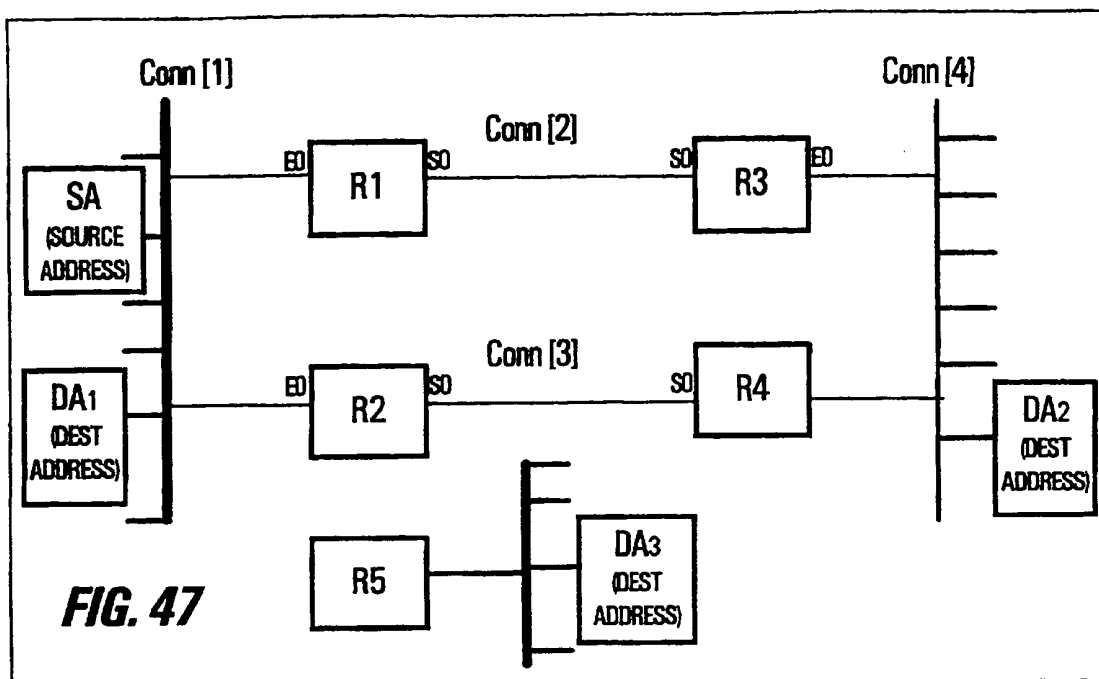 Conn [1]
Conn [4]
Conn [2]
E0
R1
S0
S0
R3
E0
SA
(SOURCE
ADDRESS)
Conn [3]
E0
R2
S0
S0
R4
DA1
(DEST
ADDRESS)
DA2
(DEST
ADDRESS)
R5
DA3
(DEST
ADDRESS)
FIG. 47